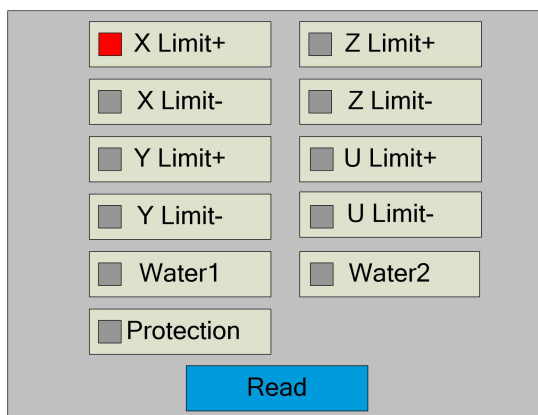 X Limit+
Z Limit+
X Limit-
Z Limit-
Y Limit+
U Limit+
Y Limit-
U Limit-
Water1
Water2
Protection
Read